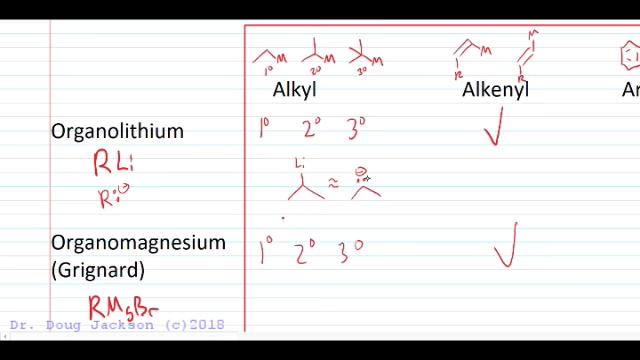 M M M M M
1° 2° 3° R R
Alkyl Alkenyl Ar
Organolithium 1° 2° 3° ✓
RLi Li
R:⊖ ≈ ⊖
Organomagnesium 1° 2° 3° ✓
(Grignard)
RMgBr
Dr. Doug Jackson (c)2018